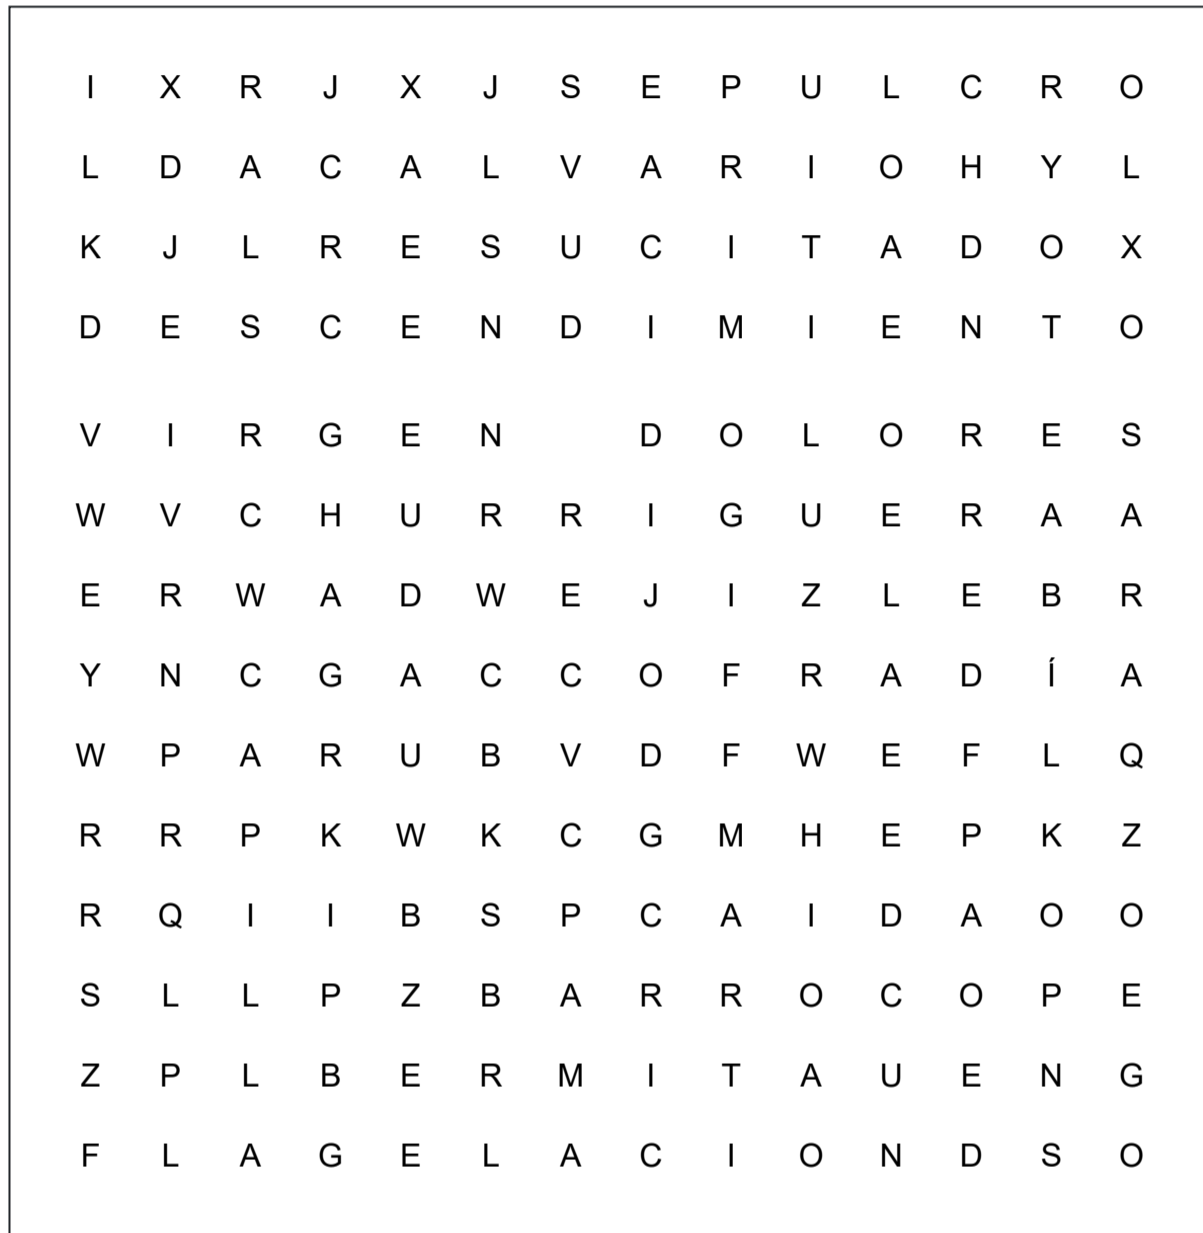 I X R J X J S E P U L C R O
L D A C A L V A R I O H Y L
K J L R E S U C I T A D O X
D E S C E N D I M I E N T O
V I R G E N D O L O R E S
W V C H U R R I G U E R A A
E R W A D W E J I Z L E B R
Y N C G A C C O F R A D Í A
W P A R U B V D F W E F L Q
R R P K W K C G M H E P K Z
R Q I I B S P C A I D A O O
S L L P Z B A R R O C O P E
Z P L B E R M I T A U E N G
F L A G E L A C I O N D S O